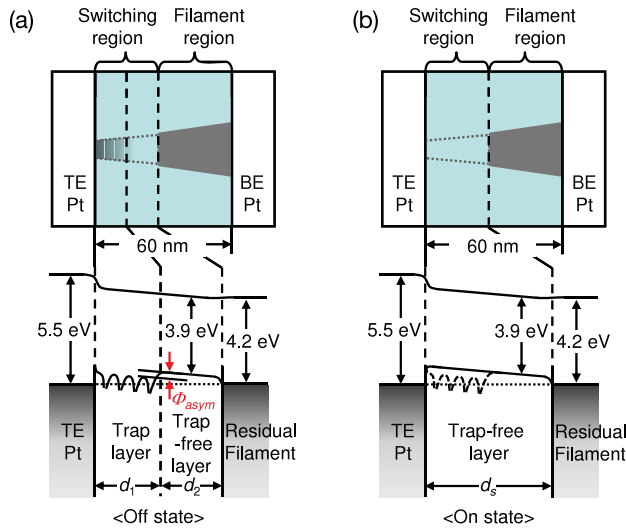 (a)
Switching region
Filament region
TE
Pt
BE
Pt
60 nm
5.5 eV
3.9 eV
4.2 eV
Φasym
TE
Pt
Trap
layer
Trap
-free
layer
Residual
Filament
d1
d2
<Off state>
(b)
Switching region
Filament region
TE
Pt
BE
Pt
60 nm
5.5 eV
3.9 eV
4.2 eV
TE
Pt
Trap-free
layer
Residual
Filament
ds
<On state>